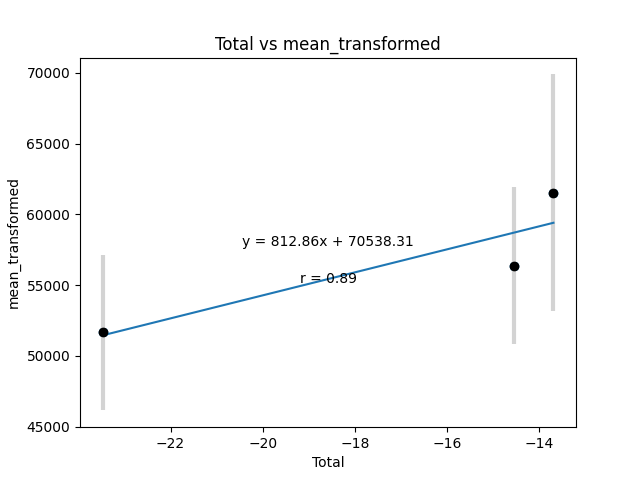 Total vs mean_transformed
70000
65000
60000
55000
50000
45000
mean_transformed
y = 812.86x + 70538.31
r = 0.89
−22
−20
−18
−16
−14
Total